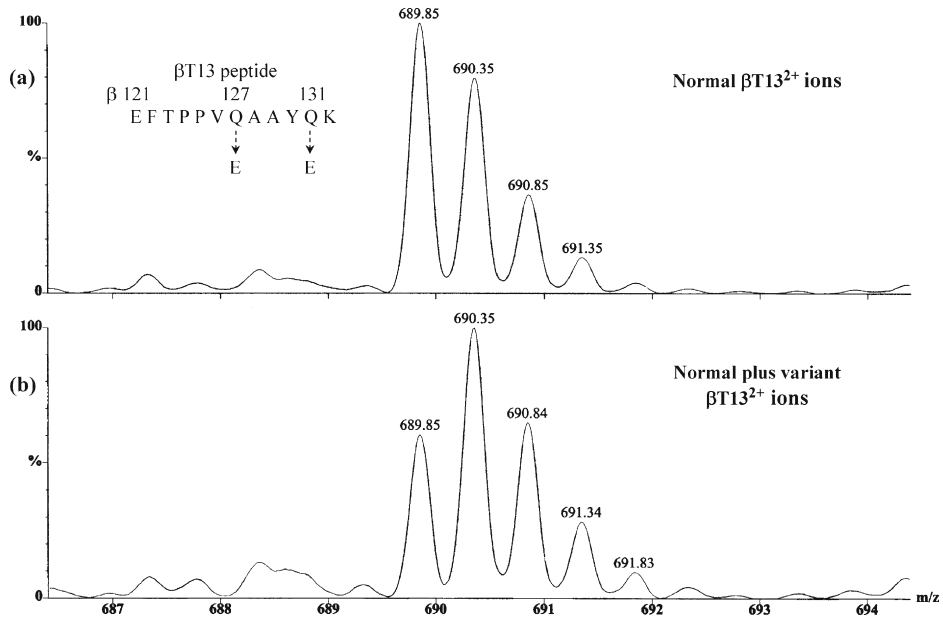 689.85
100
(a)
βT13 peptide
690.35
Normal βT13²⁺ ions
β 121 127 131
E F T P P V Q A A Y Q K
E E
%
690.85
691.35
0
100
690.35
(b)
Normal plus variant
βT13²⁺ ions
689.85
690.84
%
691.34
691.83
0
687 688 689 690 691 692 693 694 m/z